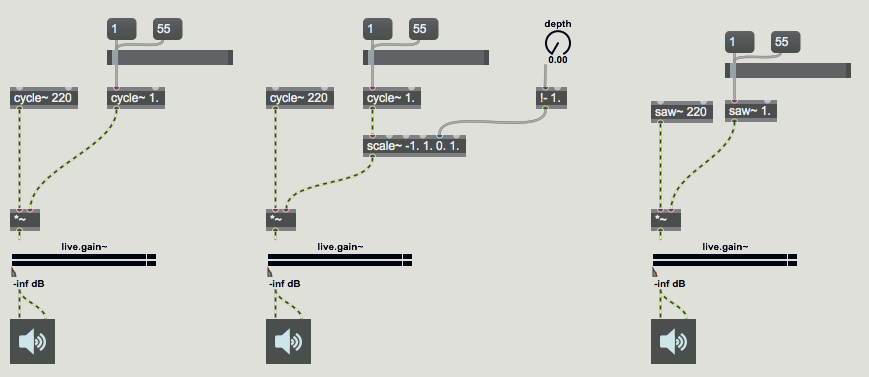 1 55
cycle~ 220 cycle~ 1.
*~
live.gain~
-inf dB
1 55
depth
0.00
cycle~ 220 cycle~ 1. !- 1.
scale~ -1. 1. 0. 1.
*~
live.gain~
-inf dB
1 55
saw~ 220 saw~ 1.
*~
live.gain~
-inf dB